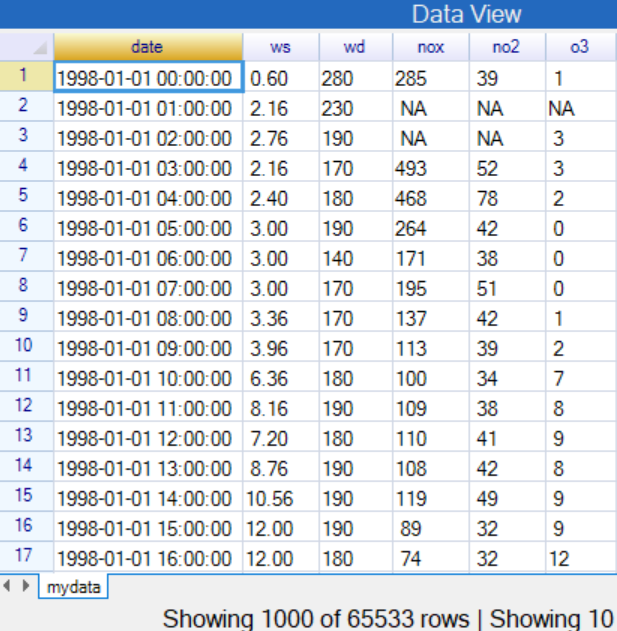 Data View
date ws wd nox no2 o3
1 1998-01-01 00:00:00 0.60 280 285 39 1
2 1998-01-01 01:00:00 2.16 230 NA NA NA
3 1998-01-01 02:00:00 2.76 190 NA NA 3
4 1998-01-01 03:00:00 2.16 170 493 52 3
5 1998-01-01 04:00:00 2.40 180 468 78 2
6 1998-01-01 05:00:00 3.00 190 264 42 0
7 1998-01-01 06:00:00 3.00 140 171 38 0
8 1998-01-01 07:00:00 3.00 170 195 51 0
9 1998-01-01 08:00:00 3.36 170 137 42 1
10 1998-01-01 09:00:00 3.96 170 113 39 2
11 1998-01-01 10:00:00 6.36 180 100 34 7
12 1998-01-01 11:00:00 8.16 190 109 38 8
13 1998-01-01 12:00:00 7.20 180 110 41 9
14 1998-01-01 13:00:00 8.76 190 108 42 8
15 1998-01-01 14:00:00 10.56 190 119 49 9
16 1998-01-01 15:00:00 12.00 190 89 32 9
17 1998-01-01 16:00:00 12.00 180 74 32 12
mydata
Showing 1000 of 65533 rows | Showing 10